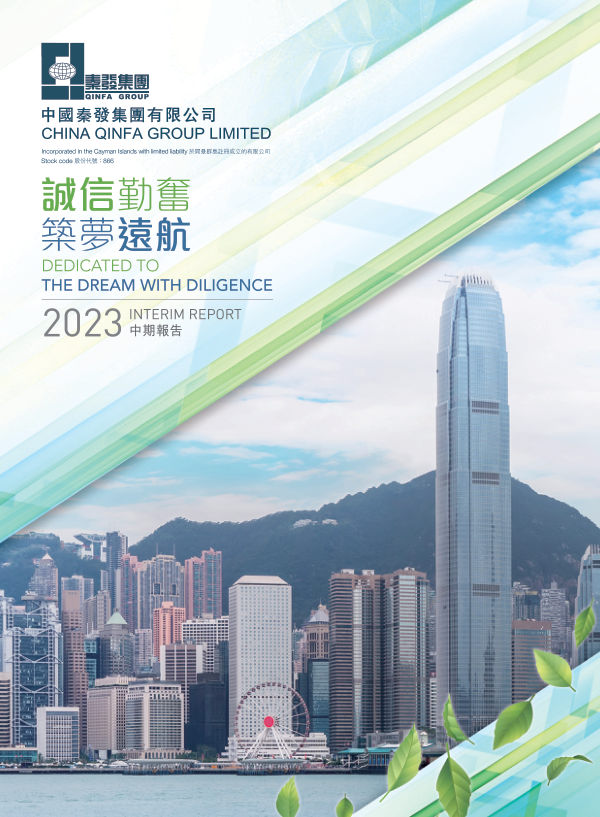 秦發集團
QINFA GROUP
中國秦發集團有限公司
CHINA QINFA GROUP LIMITED
Incorporated in the Cayman Islands with limited liability 於開曼群島註冊成立的有限公司
Stock code 股份代號：866
誠信勤奮
築夢遠航
DEDICATED TO
THE DREAM WITH DILIGENCE
2023 INTERIM REPORT
中期報告